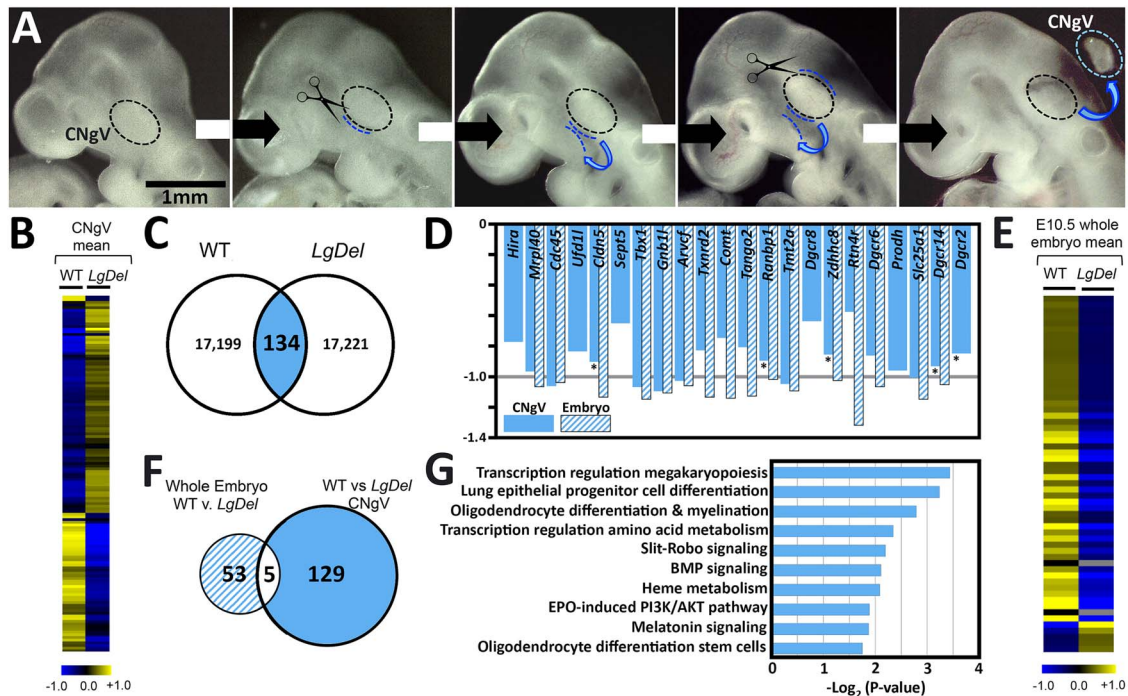 A
CNgV
1mm
CNgV
B
CNgV
mean
WT LgDel
-1.0 0.0 +1.0
C
WT LgDel
17,199 134 17,221
D
0
-1.0
-1.4
Hira
Mrpl40
Cdc45
Ufd1l
Cldn5
Sept5
Tbx1
Gnb1l
Arvcf
Txnrd2
Comt
Tango2
Ranbp1
Trmt2a
Dgcr8
Zdhhc8
Rtn4r
Dgcr6
Prodh
Slc25a1
Dgcr14
Dgcr2
* * * * *
CNgV Embryo
E
E10.5 whole
embryo mean
WT LgDel
-1.0 0.0 +1.0
F
Whole Embryo
WT v. LgDel
WT vs LgDel
CNgV
53 5 129
G
Transcription regulation megakaryopoiesis
Lung epithelial progenitor cell differentiation
Oligodendrocyte differentiation & myelination
Transcription regulation amino acid metabolism
Slit-Robo signaling
BMP signaling
Heme metabolism
EPO-induced PI3K/AKT pathway
Melatonin signaling
Oligodendrocyte differentiation stem cells
0 1 2 3 4
-Log2 (P-value)